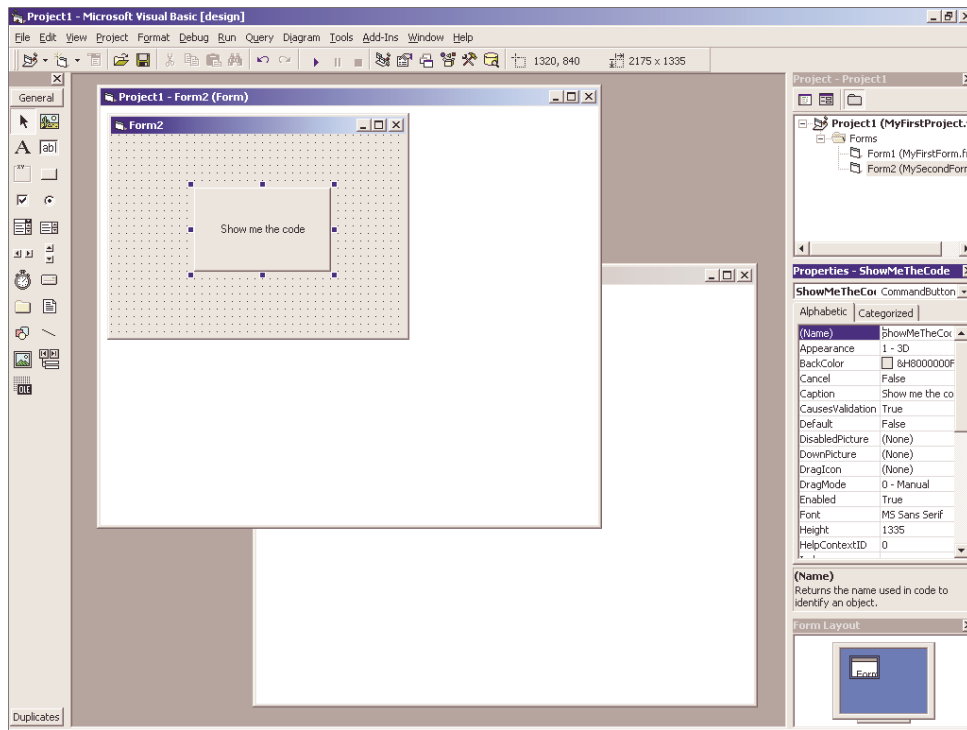 Project1 - Microsoft Visual Basic [design]
File Edit View Project Format Debug Run Query Diagram Tools Add-Ins Window Help
1320, 840 2175 x 1335
General
A ab|
XY
OLE
Duplicates
Project1 - Form2 (Form)
Form2
Show me the code
Project - Project1
Project1 (MyFirstProject.
Forms
Form1 (MyFirstForm.fr
Form2 (MySecondForm
Properties - ShowMeTheCode
ShowMeTheCo CommandButton
Alphabetic Categorized
(Name) ShowMeTheCo
Appearance 1 - 3D
BackColor &H8000000F
Cancel False
Caption Show me the co
CausesValidation True
Default False
DisabledPicture (None)
DownPicture (None)
DragIcon (None)
DragMode 0 - Manual
Enabled True
Font MS Sans Serif
Height 1335
HelpContextID 0
(Name)
Returns the name used in code to
identify an object.
Form Layout
Form